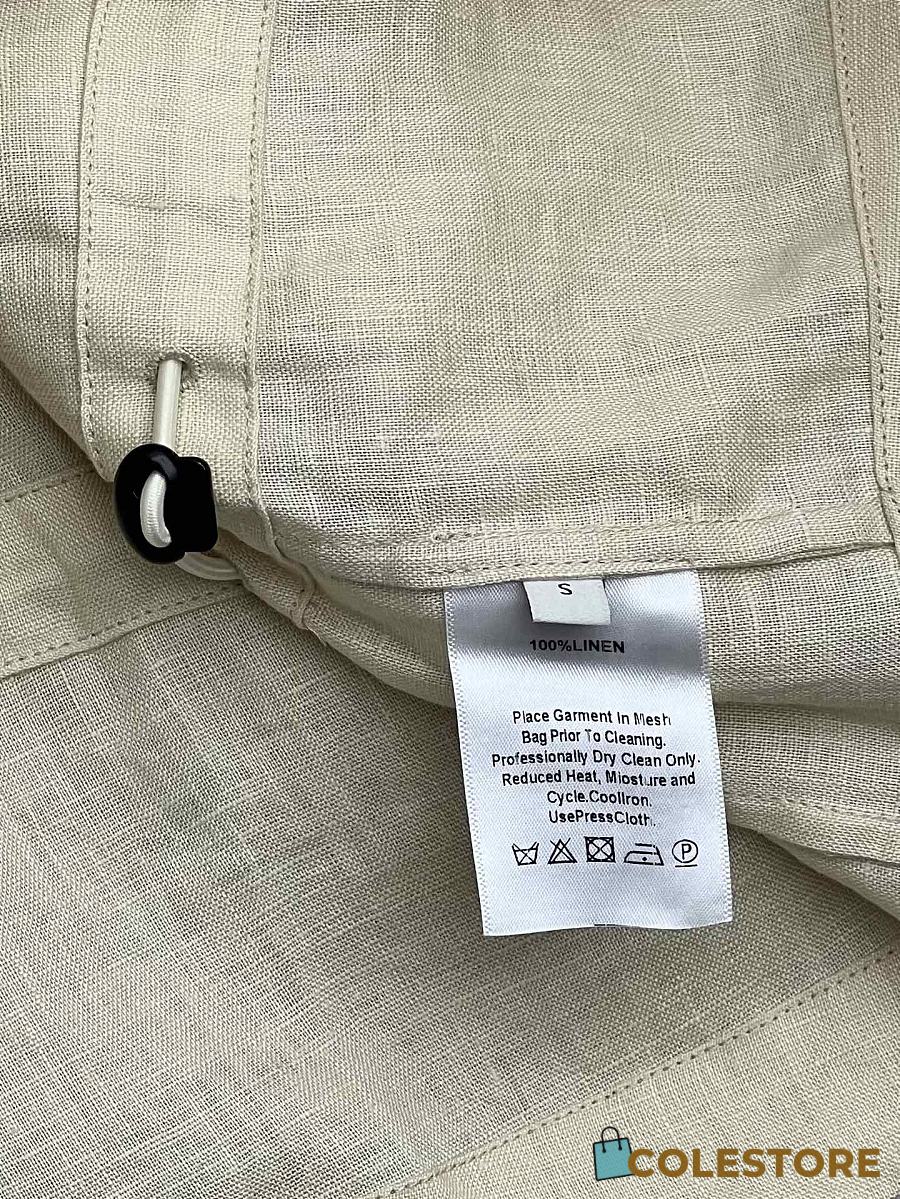 S
100%LINEN
Place Garment In Mesh
Bag Prior To Cleaning.
Professionally Dry Clean Only.
Reduced Heat, Miosture and
Cycle.CoolIron.
UsePressCloth.
P
COLESTORE